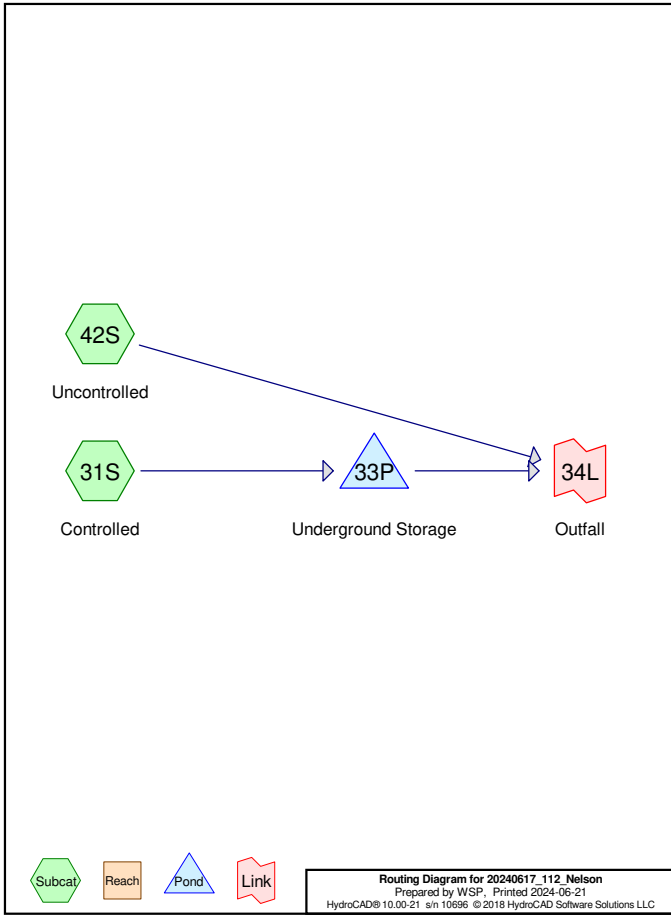 42S
Uncontrolled
31S
33P
34L
Controlled
Underground Storage
Outfall
Subcat
Reach
Pond
Link
Routing Diagram for 20240617_112_Nelson
Prepared by WSP, Printed 2024-06-21
HydroCAD® 10.00-21 s/n 10696 © 2018 HydroCAD Software Solutions LLC